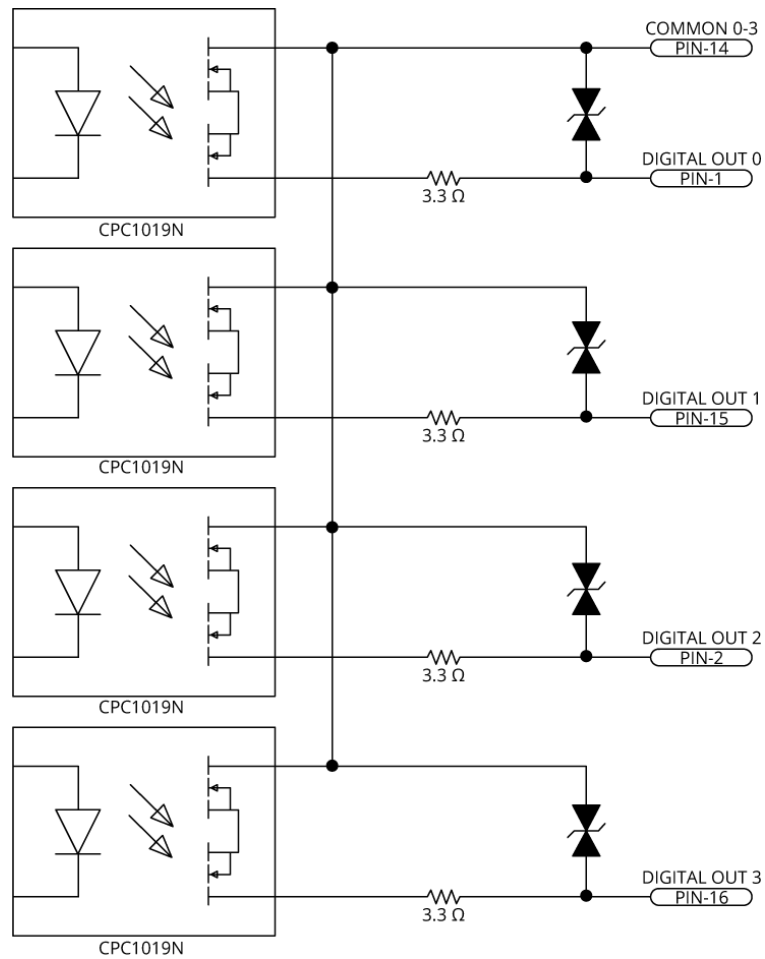 COMMON 0-3
PIN-14
DIGITAL OUT 0
PIN-1
3.3 Ω
CPC1019N
DIGITAL OUT 1
PIN-15
3.3 Ω
CPC1019N
DIGITAL OUT 2
PIN-2
3.3 Ω
CPC1019N
DIGITAL OUT 3
PIN-16
3.3 Ω
CPC1019N